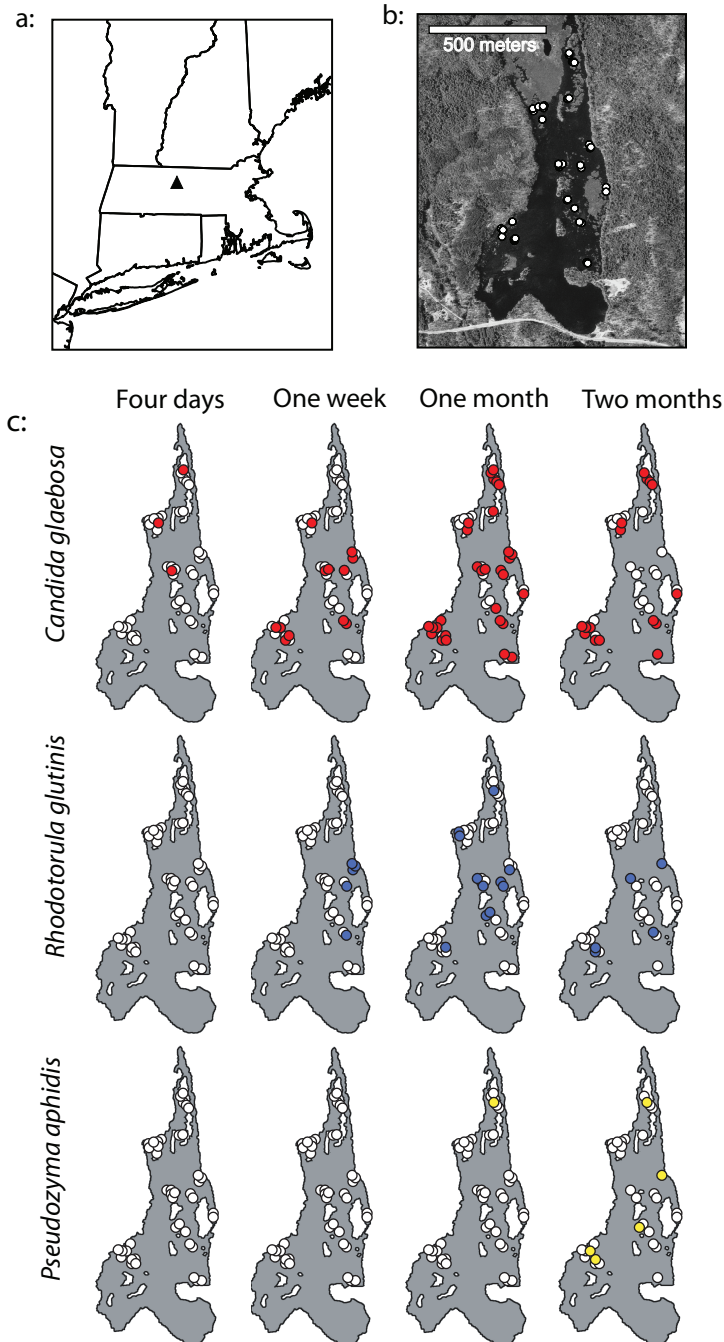 a:
b:
500 meters
c:
Four days
One week
One month
Two months
Candida glaebosa
Rhodotorula glutinis
Pseudozyma aphidis